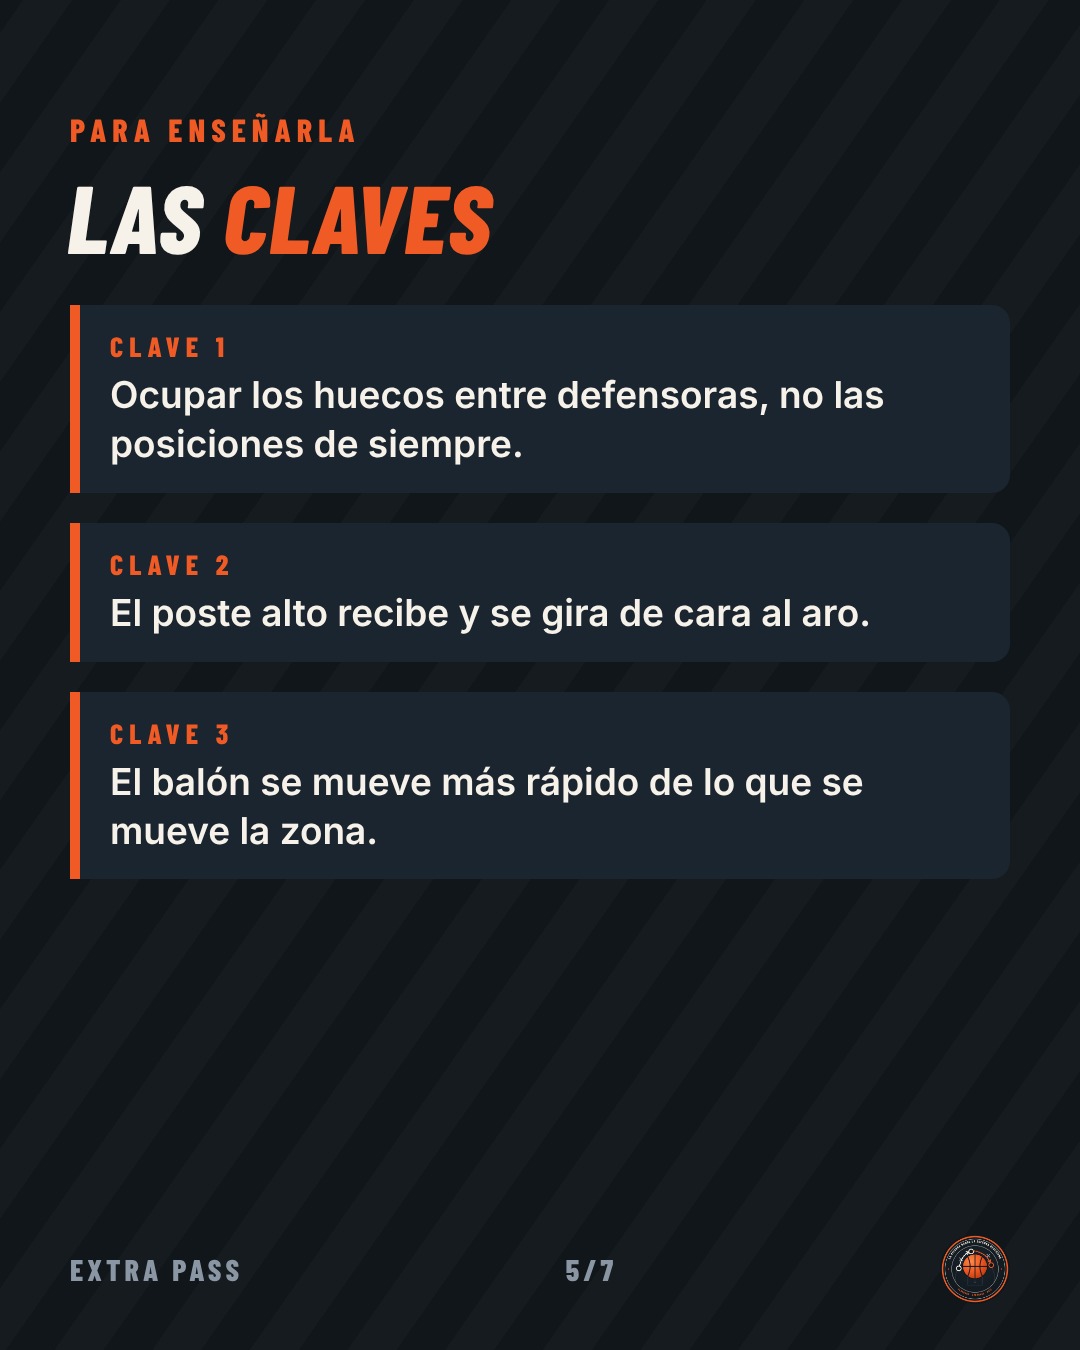 PARA ENSEÑARLA
LAS CLAVES
CLAVE 1
Ocupar los huecos entre defensoras, no las
posiciones de siempre.
CLAVE 2
El poste alto recibe y se gira de cara al aro.
CLAVE 3
El balón se mueve más rápido de lo que se
mueve la zona.
EXTRA PASS
5/7